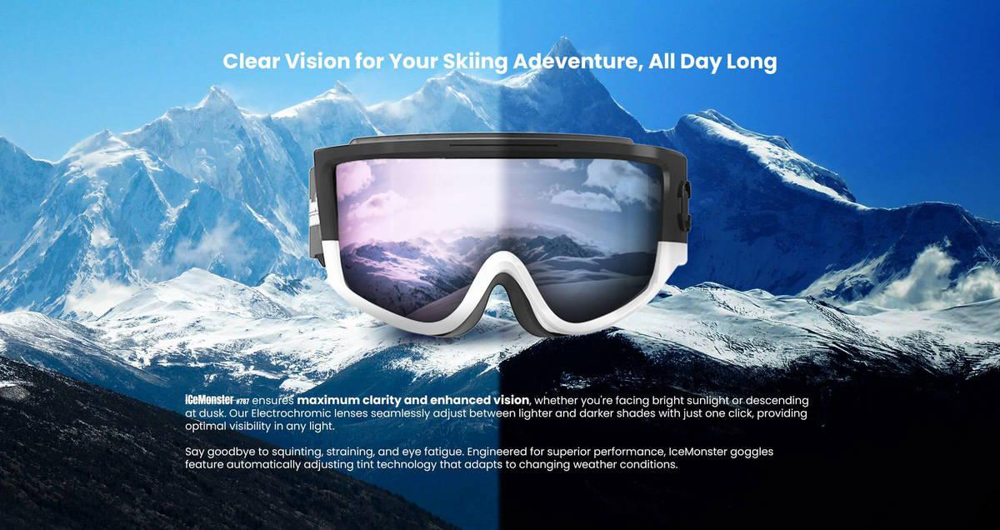 Clear Vision for Your Skiing Adeventure, All Day Long
ICeMonster #787 ensures maximum clarity and enhanced vision, whether you're facing bright sunlight or descending
at dusk. Our Electrochromic lenses seamlessly adjust between lighter and darker shades with just one click, providing
optimal visibility in any light.
Say goodbye to squinting, straining, and eye fatigue. Engineered for superior performance, IceMonster goggles
feature automatically adjusting tint technology that adapts to changing weather conditions.